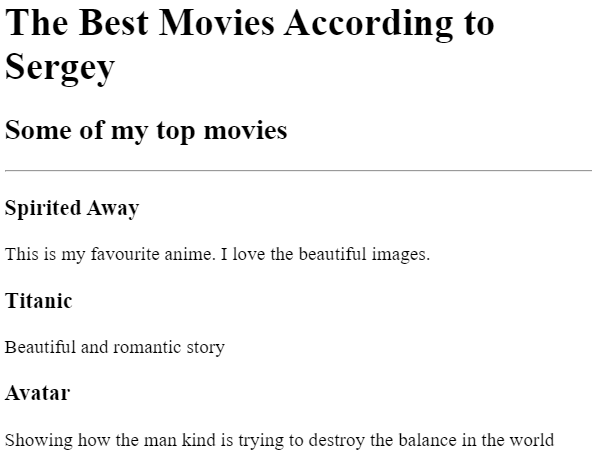 The Best Movies According to
Sergey
Some of my top movies
Spirited Away
This is my favourite anime. I love the beautiful images.
Titanic
Beautiful and romantic story
Avatar
Showing how the man kind is trying to destroy the balance in the world